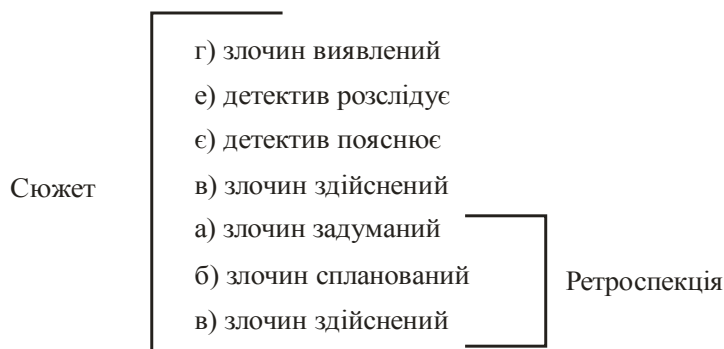 г) злочин виявлений
е) детектив розслідує
є) детектив пояснює
Сюжет
в) злочин здійснений
а) злочин задуманий
б) злочин спланований
Ретроспекція
в) злочин здійснений